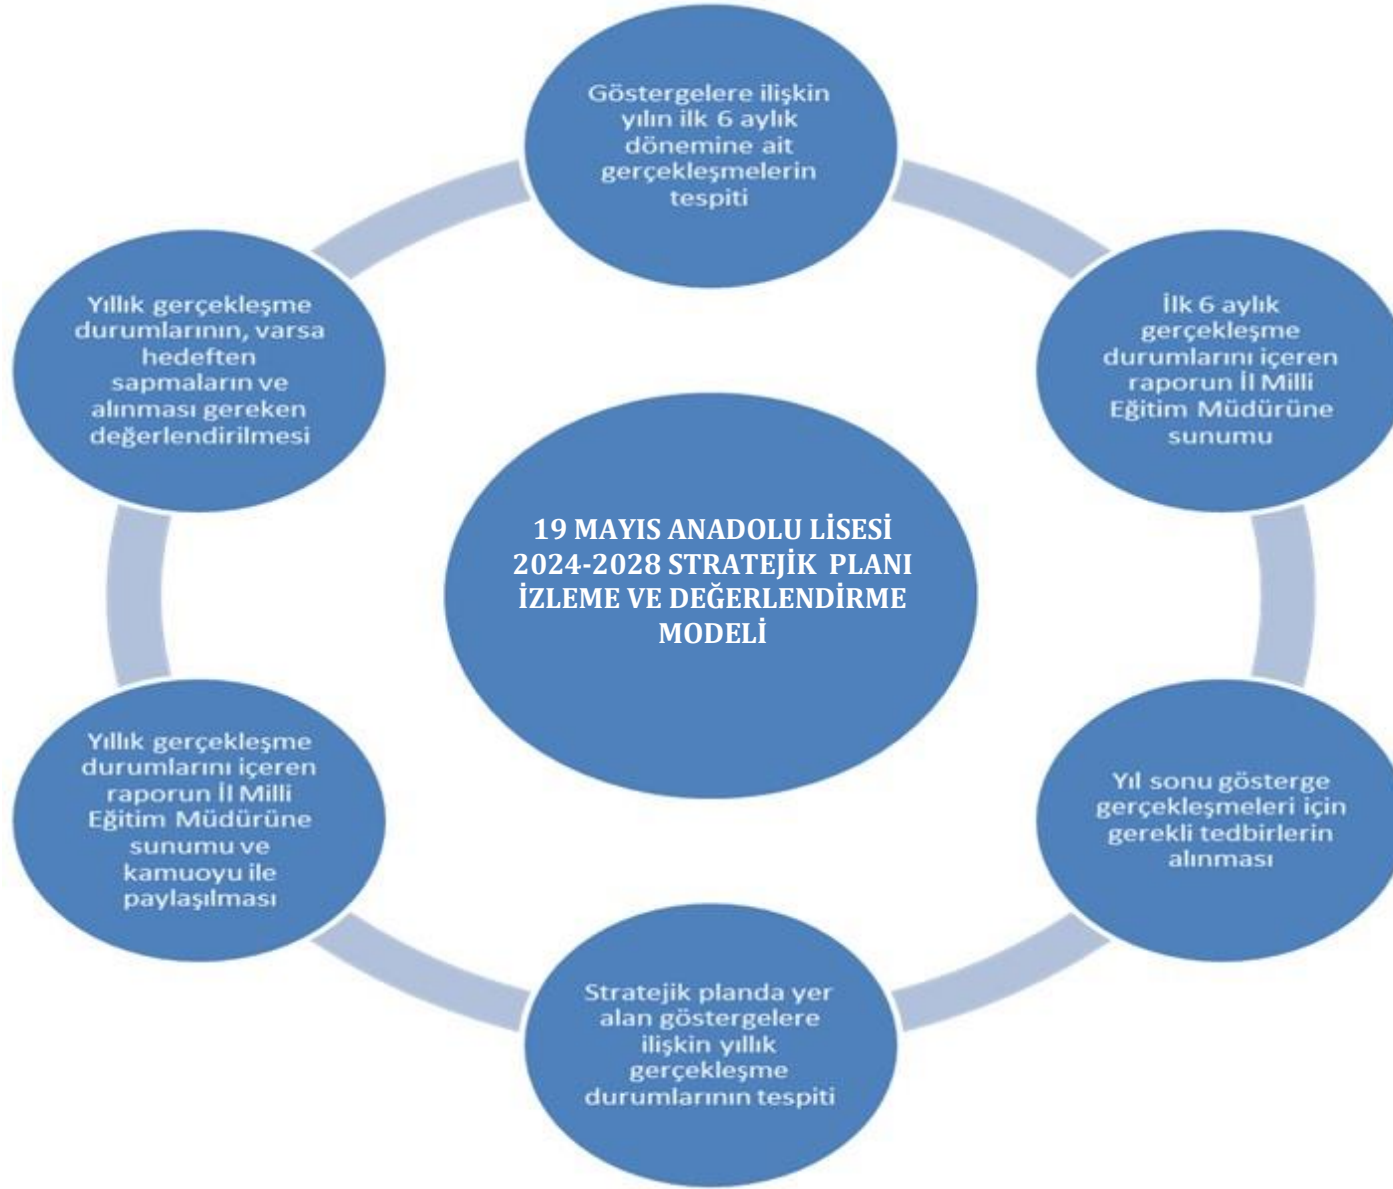 Göstergelere ilişkin
yılın ilk 6 aylık
dönemine ait
gerçekleşmelerin
tespiti
İlk 6 aylık
gerçekleşme
durumlarını içeren
raporun İl Milli
Eğitim Müdürüne
sunumu
Yıl sonu gösterge
gerçekleşmeleri için
gerekli tedbirlerin
alınması
Stratejik planda yer
alan göstergelere
ilişkin yıllık
gerçekleşme
durumlarının tespiti
Yıllık gerçekleşme
durumlarını içeren
raporun İl Milli
Eğitim Müdürüne
sunumu ve
kamuoyu ile
paylaşılması
Yıllık gerçekleşme
durumlarının, varsa
hedeften
sapmaların ve
alınması gereken
değerlendirilmesi
19 MAYIS ANADOLU LİSESİ
2024-2028 STRATEJİK PLANI
İZLEME VE DEĞERLENDİRME
MODELİ